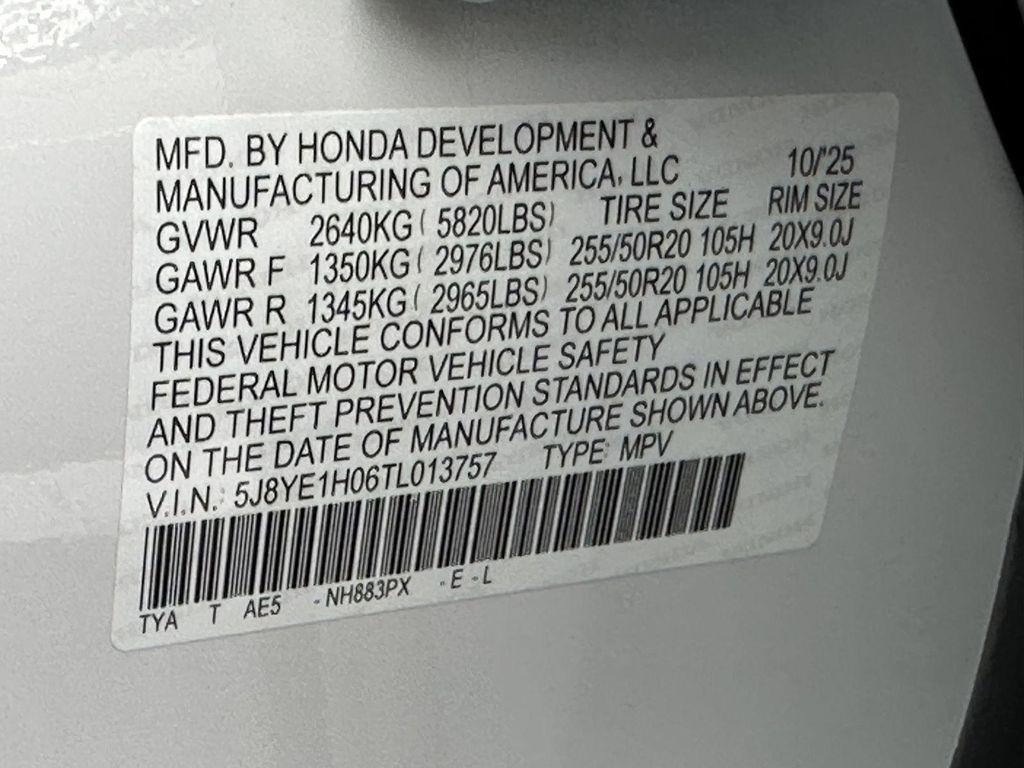 MFD. BY HONDA DEVELOPMENT &
MANUFACTURING OF AMERICA, LLC 10/'25
GVWR 2640KG ( 5820LBS) TIRE SIZE RIM SIZE
GAWR F 1350KG ( 2976LBS) 255/50R20 105H 20X9.0J
GAWR R 1345KG ( 2965LBS) 255/50R20 105H 20X9.0J
THIS VEHICLE CONFORMS TO ALL APPLICABLE
FEDERAL MOTOR VEHICLE SAFETY
AND THEFT PREVENTION STANDARDS IN EFFECT
ON THE DATE OF MANUFACTURE SHOWN ABOVE.
V.I.N.: 5J8YE1H06TL013757 TYPE: MPV
TYA T AE5 -NH883PX -E -L